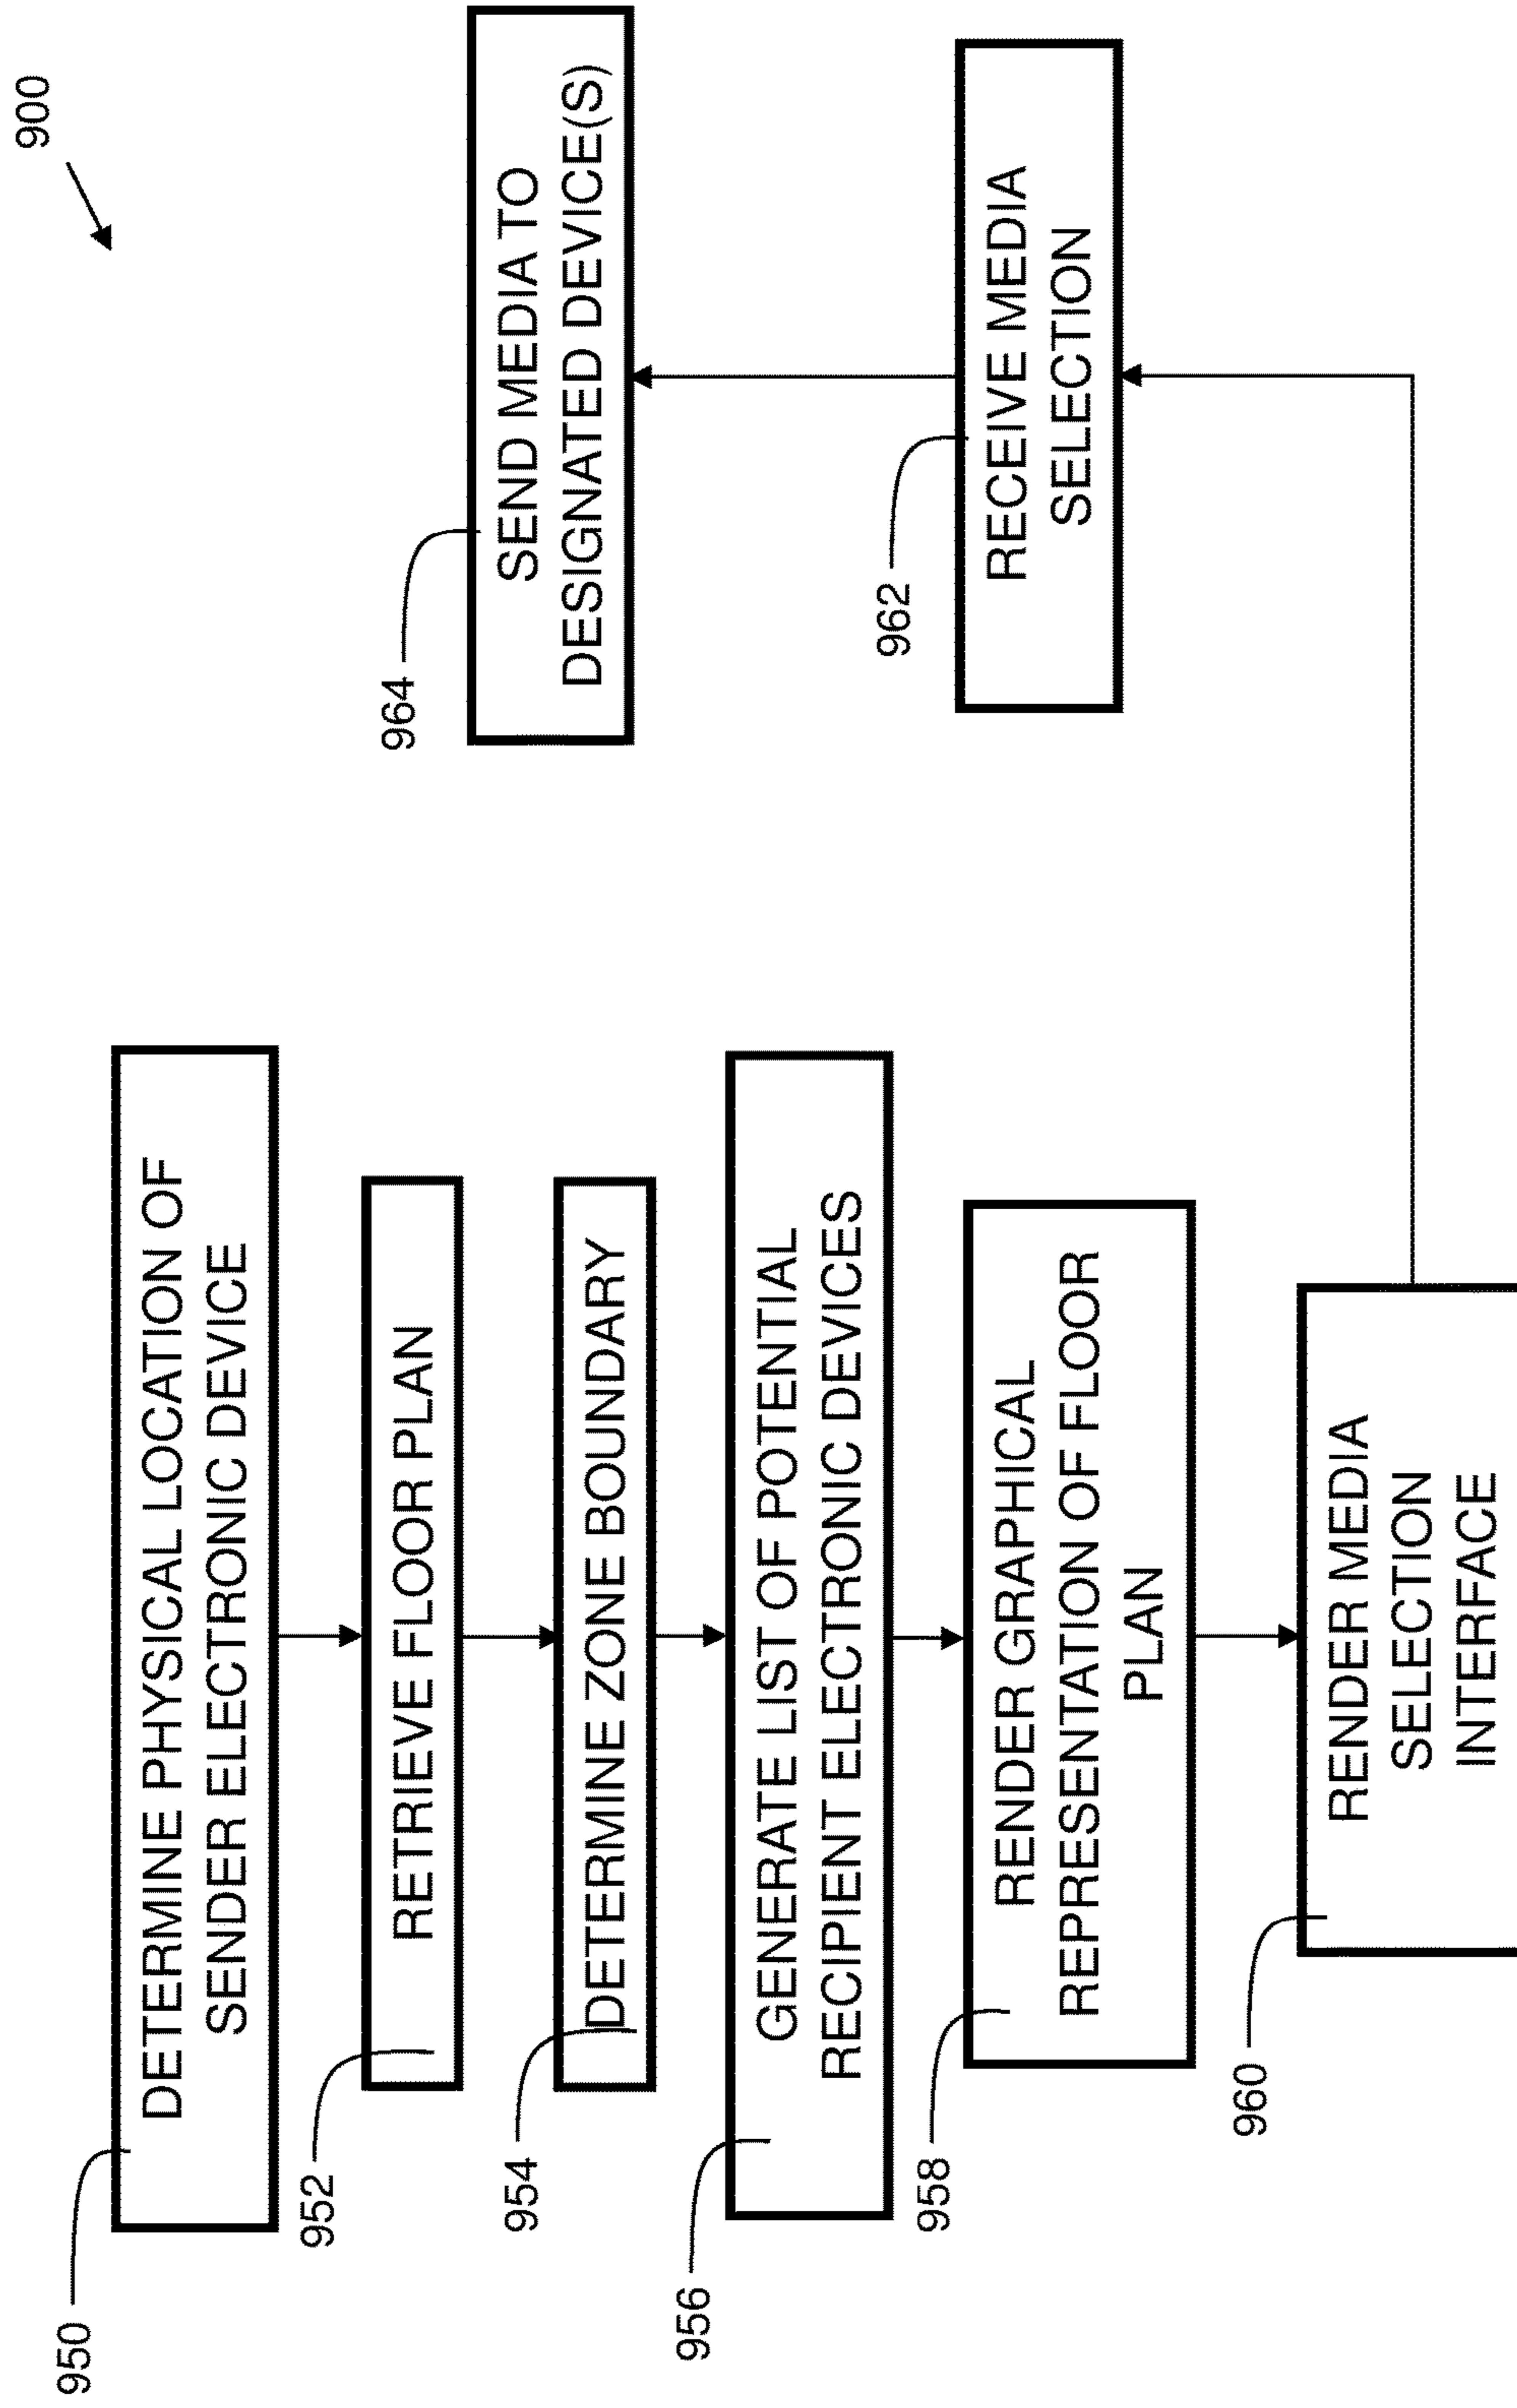 900
950
DETERMINE PHYSICAL LOCATION OF
SENDER ELECTRONIC DEVICE
952
RETRIEVE FLOOR PLAN
954
DETERMINE ZONE BOUNDARY
956
GENERATE LIST OF POTENTIAL
RECIPIENT ELECTRONIC DEVICES
958
RENDER GRAPHICAL
REPRESENTATION OF FLOOR
PLAN
960
RENDER MEDIA
SELECTION
INTERFACE
962
RECEIVE MEDIA
SELECTION
964
SEND MEDIA TO
DESIGNATED DEVICE(S)